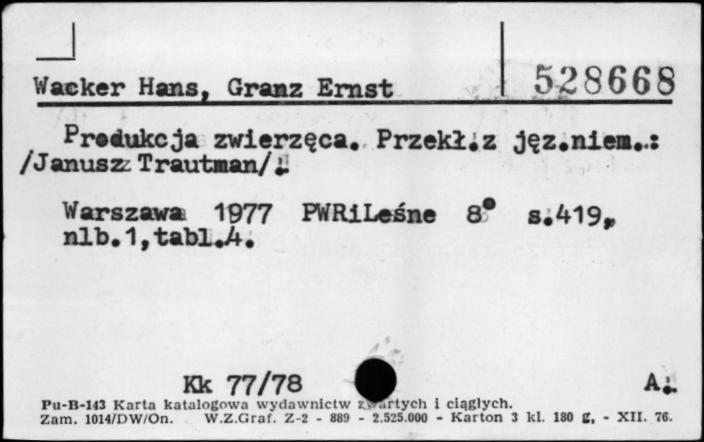 Wacker Hans, Granz Ernst 528668
Produkcja zwierzęca. Przekł.z jęz.niem.:
/Janusz Trautman/.
Warszawa 1977 PWRiLeśne 8° s.419,
nlb.1,tabl.4.
Kk 77/78 A.
Pu-B-143 Karta katalogowa wydawnictw zwartych i ciągłych.
Zam. 1014/DW/On. W.Z.Graf. Z-2 - 889 - 2.525.000 - Karton 3 kl. 180 g, - XII. 76.